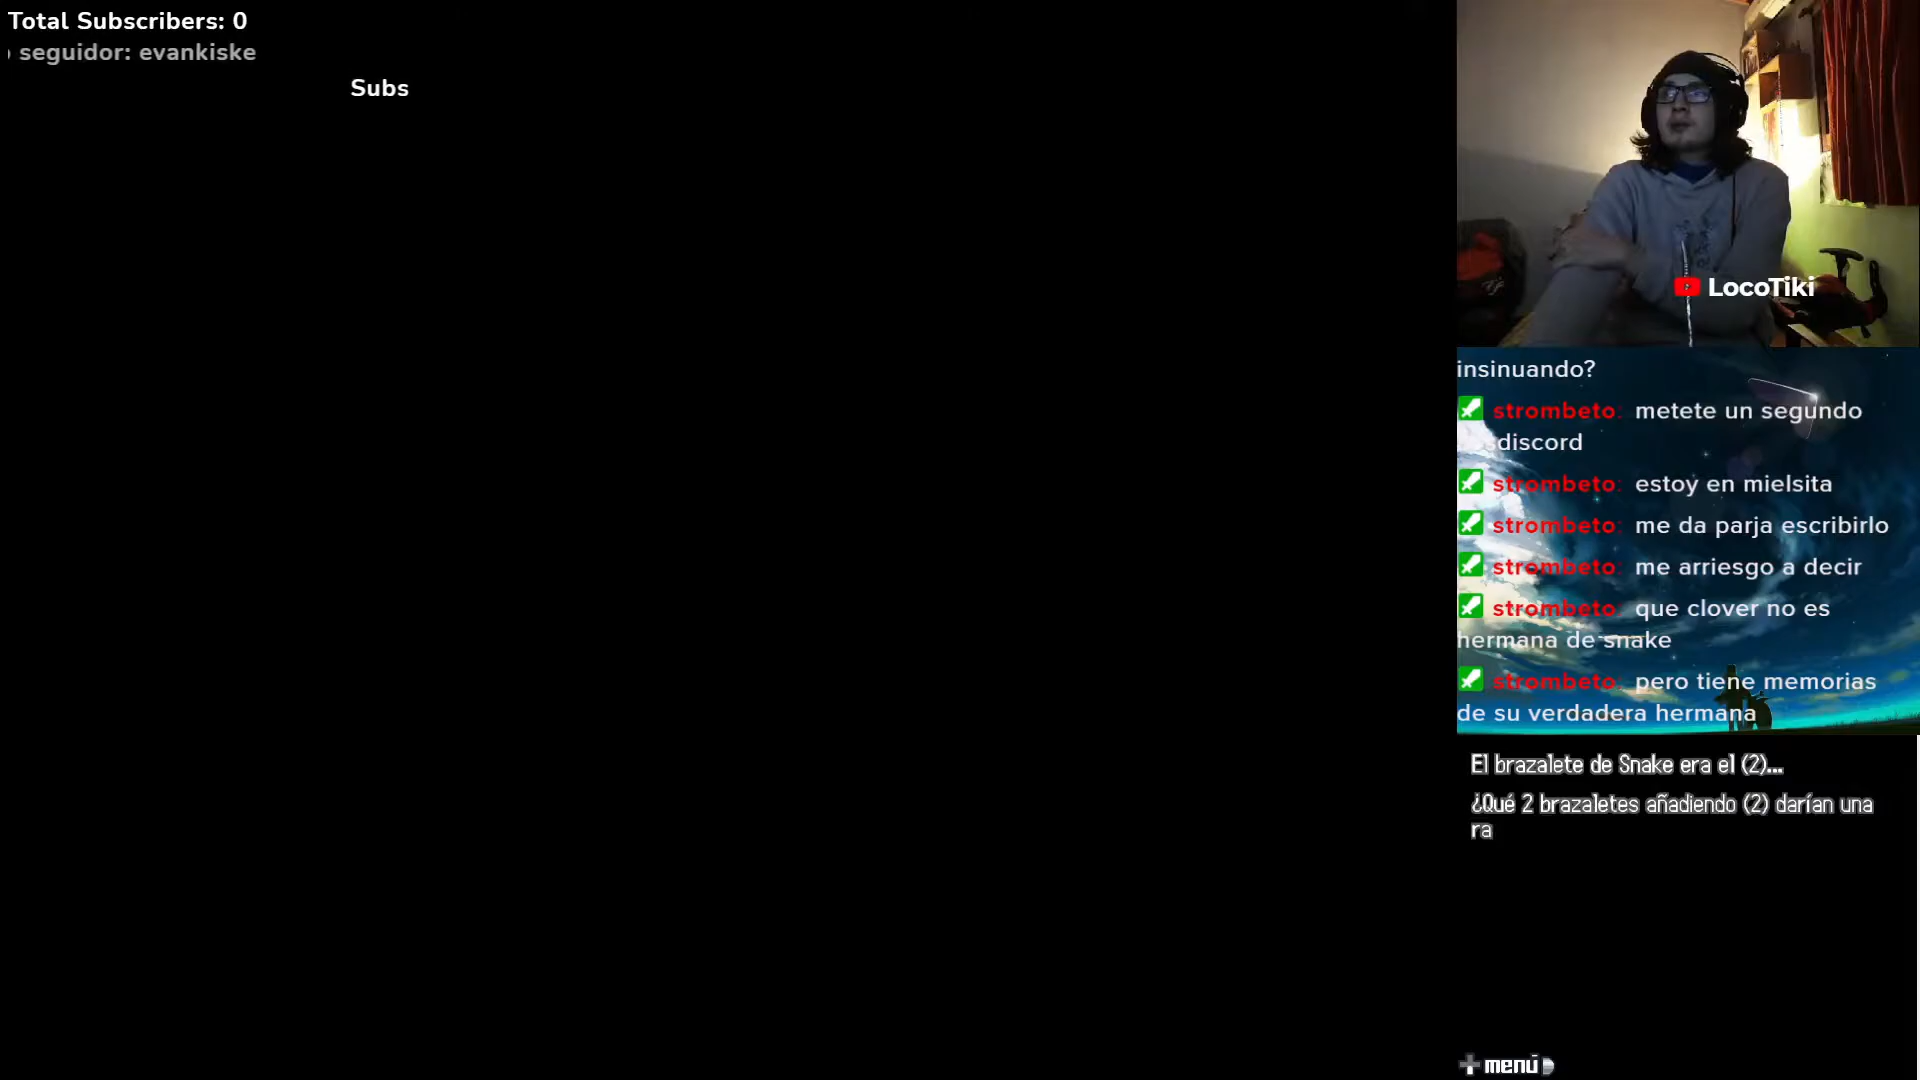 Total Subscribers: 0
seguidor: evankiske
Subs
LocoTiki
insinuando?
strombeto: metete un segundo
discord
strombeto: estoy en mielsita
strombeto: me da parja escribirlo
strombeto: me arriesgo a decir
strombeto: que clover no es
hermana de snake
strombeto: pero tiene memorias
de su verdadera hermana
El brazalete de Snake era el (2)...
¿Qué 2 brazaletes añadiendo (2) darían una
ra
menú